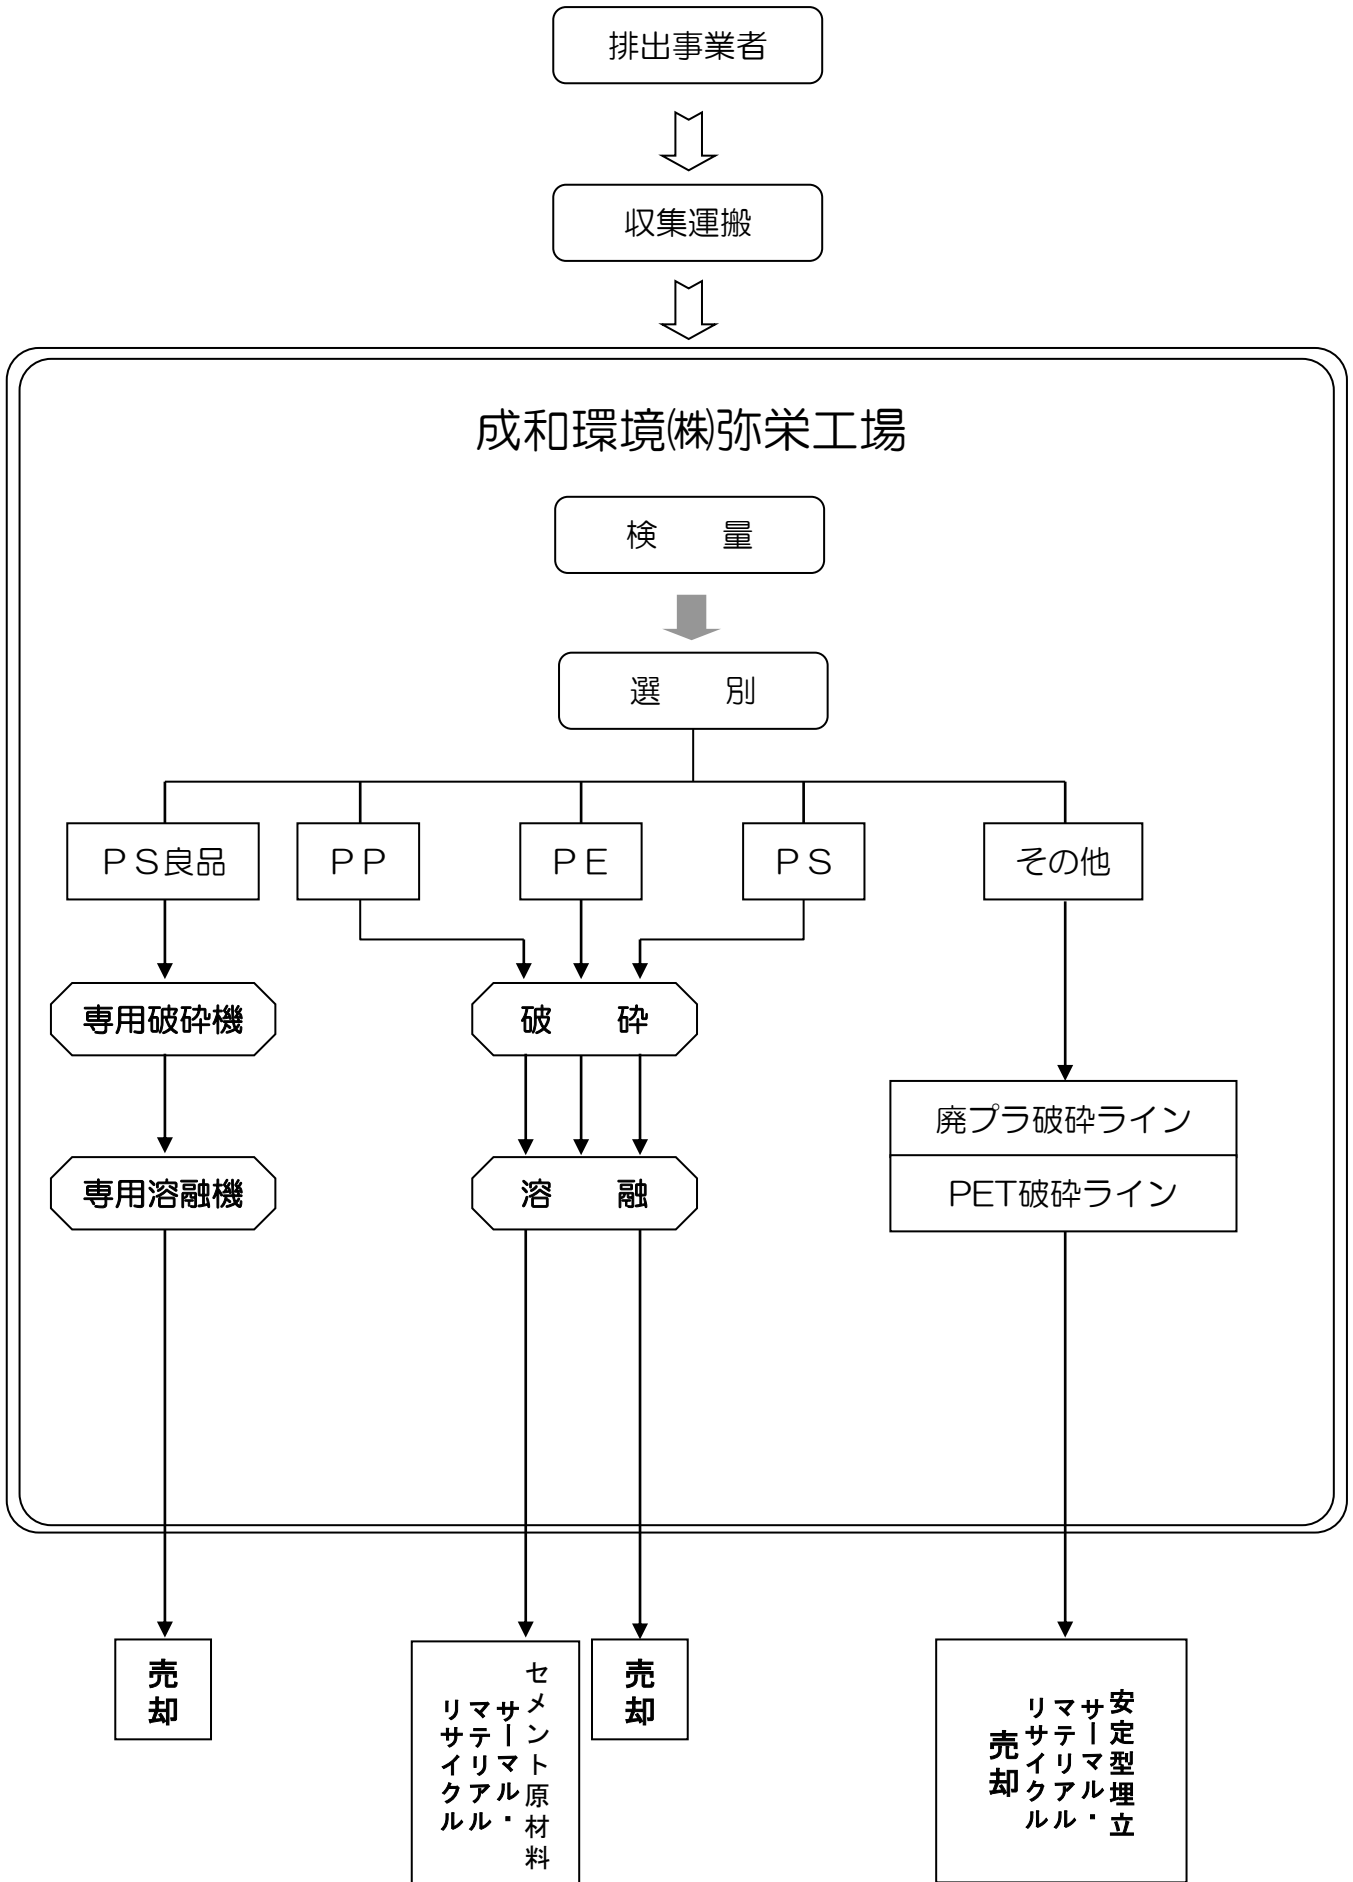 排出事業者
収集運搬
成和環境㈱弥栄工場
検　　量
選　　別
ＰＳ良品
ＰＰ
ＰＥ
ＰＳ
その他
専用破砕機
破　　砕
廃プラ破砕ライン
専用溶融機
溶　　融
PET破砕ライン
売却
セメント原材料
サーマル・
マテリアル
リサイクル
売却
安定型埋立
サーマル・
マテリアル
リサイクル
売却